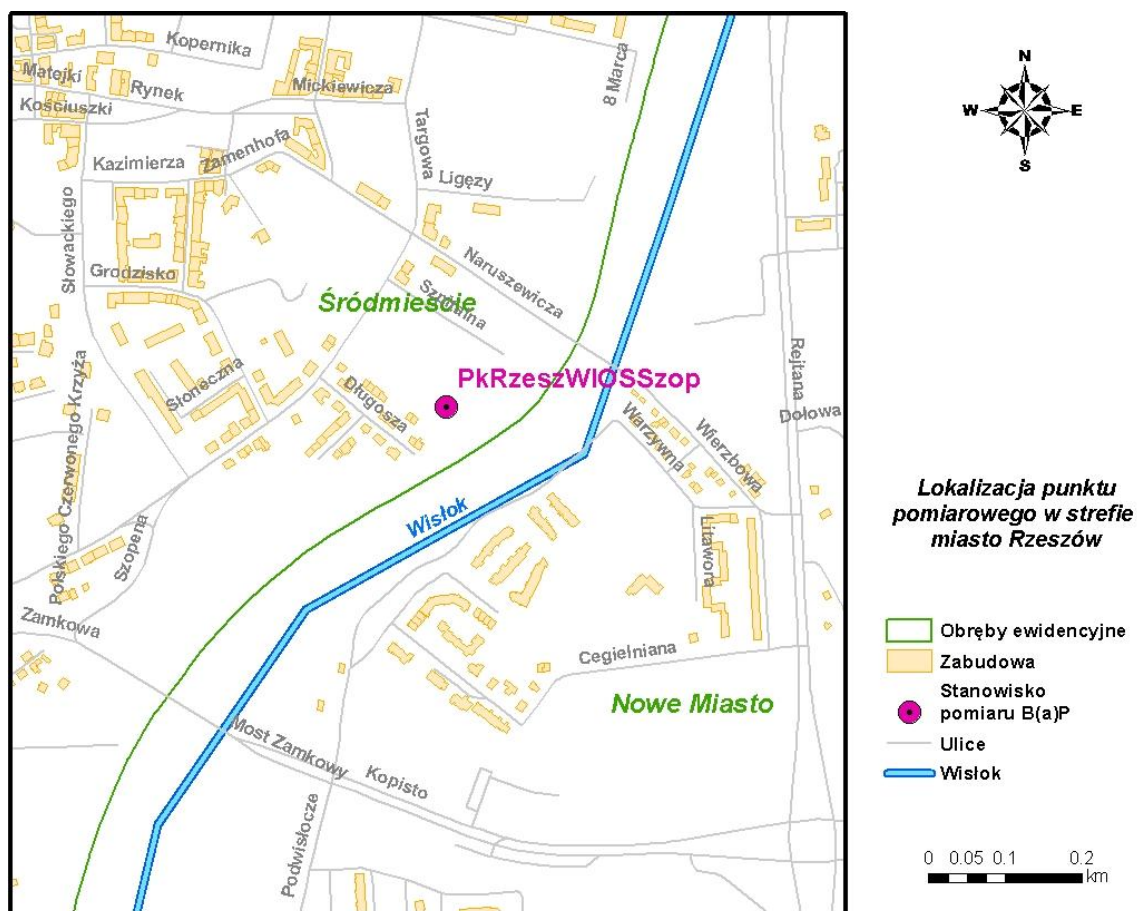 Kopernika
8 Marca
Matejki
Rynek
Mickiewicza
Kościuszki
Targowa
Kazimierza
Zamenhofa
Ligęzy
Słowackiego
Naruszewicza
Grodzisko
Śródmieście
Szpitalna
PkRzeszWIOSSzop
Słoneczna
Długosza
Rejtana
Dołowa
Warzywna
Wierzbowa
Polskiego Czerwonego Krzyża
Wisłok
Szopena
Litawora
Zamkowa
Cegielniana
Nowe Miasto
Most Zamkowy
Kopisto
Podwisłocze
N
W
E
S
Lokalizacja punktu
pomiarowego w strefie
miasto Rzeszów
Obręby ewidencyjne
Zabudowa
Stanowisko
pomiaru B(a)P
Ulice
Wisłok
0 0.05 0.1 0.2
km